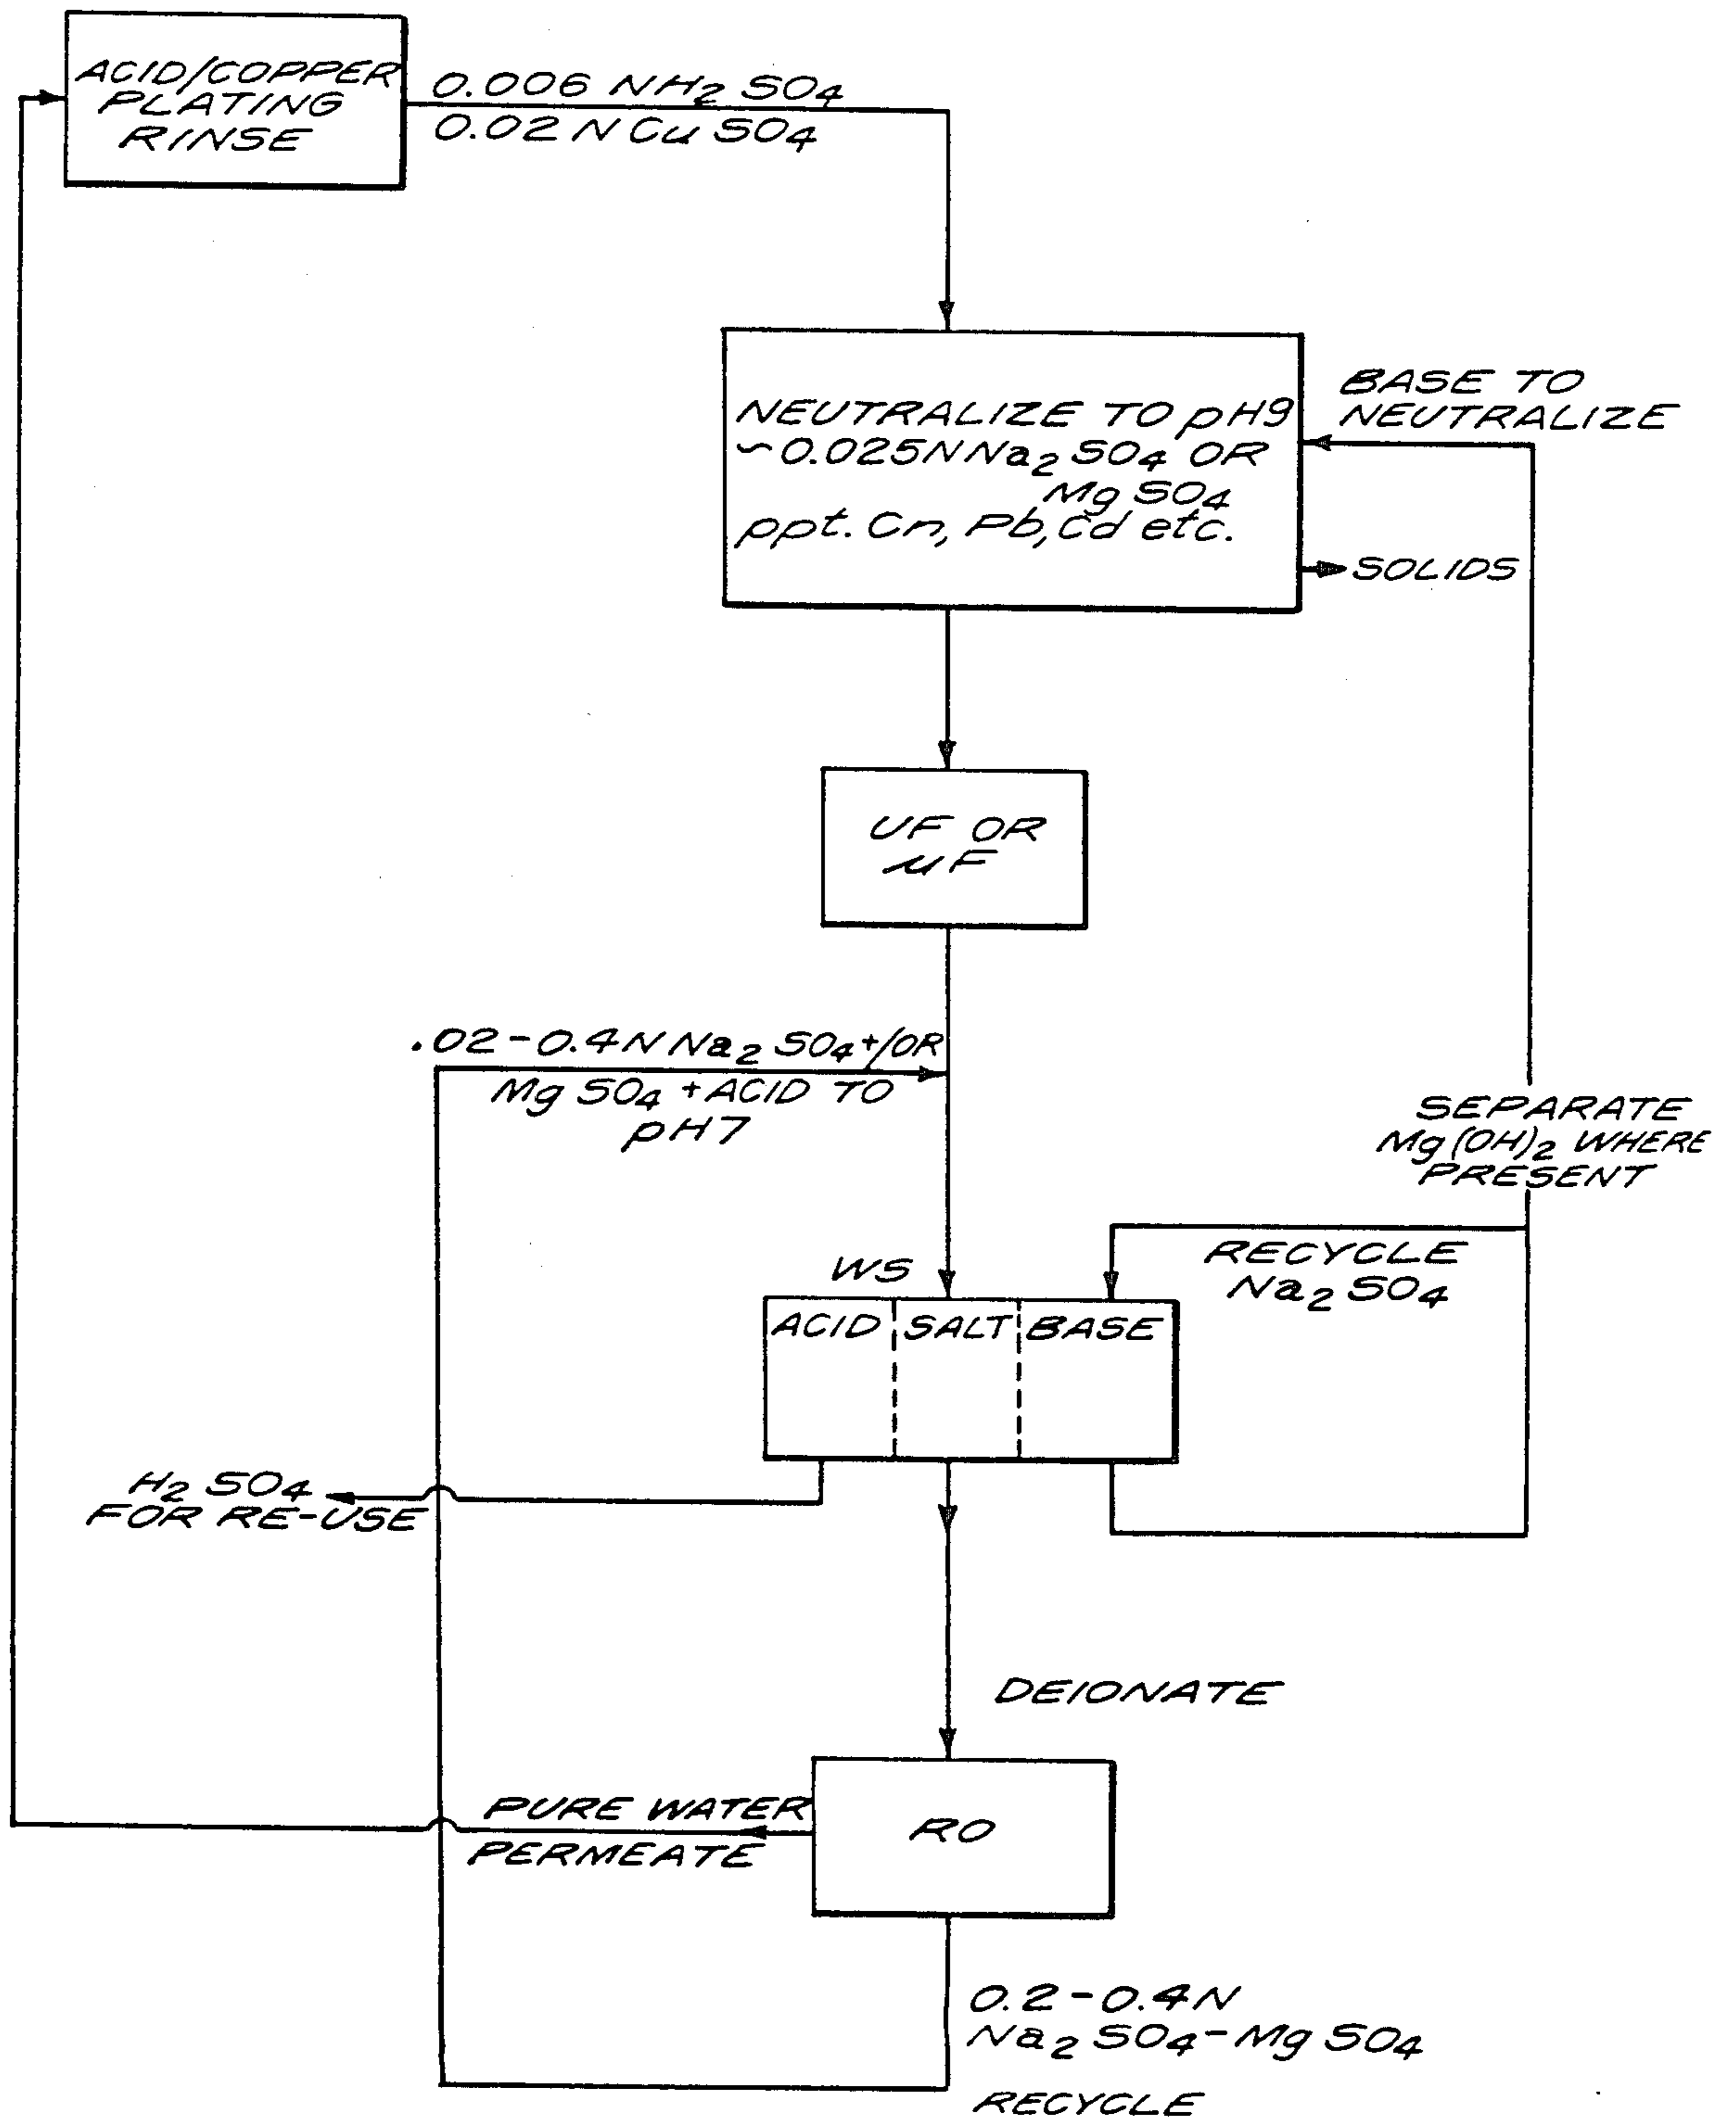 ACID/COPPER
PLATING
RINSE
0.006 NH2 SO4
0.02 N Cu SO4
BASE TO
NEUTRALIZE
NEUTRALIZE TO pH9
~0.025N Na2 SO4 OR
Mg SO4
ppt. Cn, Pb, Cd etc.
SOLIDS
UF OR
μF
.02-0.4N Na2 SO4+/OR
Mg SO4 + ACID TO
pH7
SEPARATE
Mg(OH)2 WHERE
PRESENT
RECYCLE
Na2 SO4
WS
ACID SALT BASE
H2 SO4
FOR RE-USE
DEIONATE
PURE WATER
PERMEATE
RO
0.2-0.4N
Na2 SO4-Mg SO4
RECYCLE